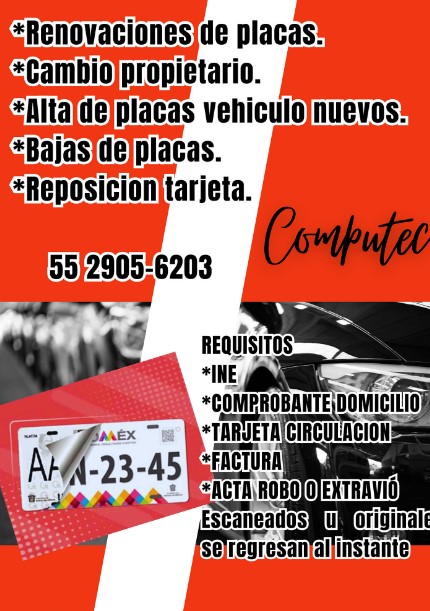 *Renovaciones de placas.
*Cambio propietario.
*Alta de placas vehiculo nuevos.
*Bajas de placas.
*Reposicion tarjeta.
Computec
55 2905-6203
REQUISITOS
*INE
*COMPROBANTE DOMICILIO
*TARJETA CIRCULACION
*FACTURA
*ACTA ROBO O EXTRAVIÓ
Escaneados u originale
se regresan al instante
N-23-45